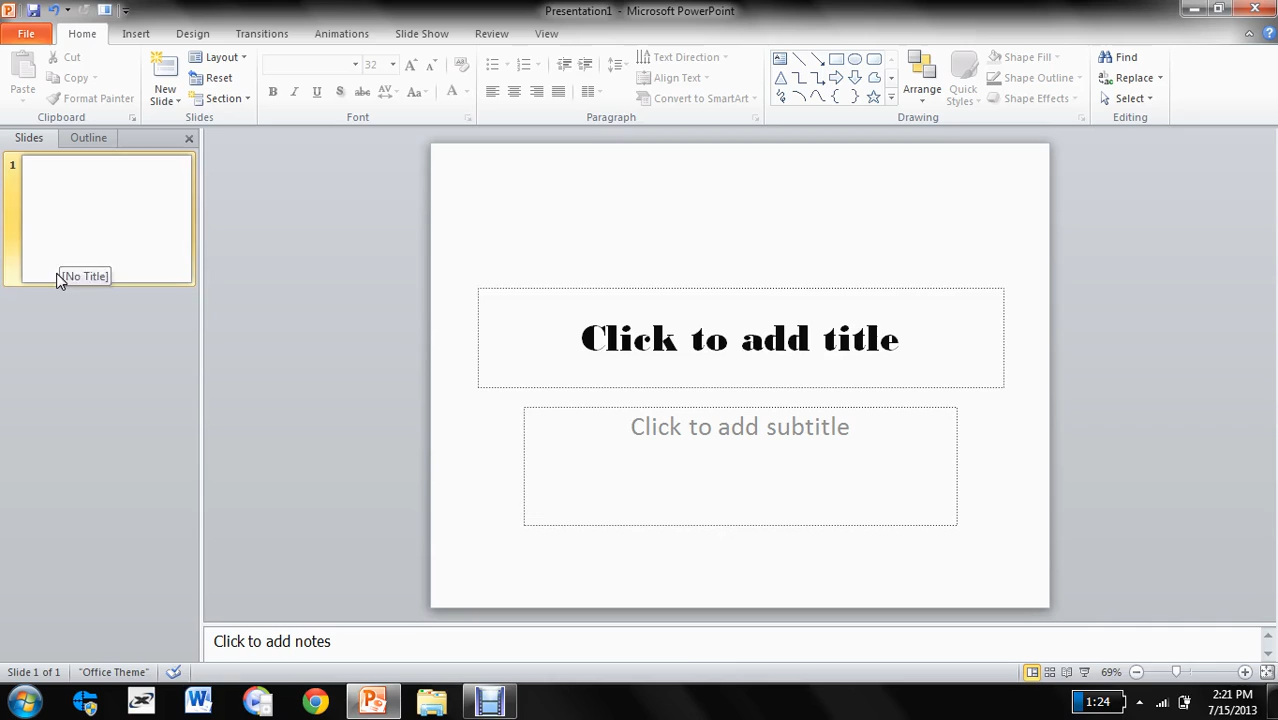 Presentation1 - Microsoft PowerPoint
File Home Insert Design Transitions Animations Slide Show Review View
Paste
Cut
Copy
Format Painter
Clipboard
New Slide
Layout
Reset
Section
Slides
32
B I U S abc AV Aa A
Font
Text Direction
Align Text
Convert to SmartArt
Paragraph
Arrange
Quick Styles
Shape Fill
Shape Outline
Shape Effects
Drawing
Find
Replace
Select
Editing
Slides Outline
1
[No Title]
Click to add title
Click to add subtitle
Click to add notes
Slide 1 of 1 "Office Theme" 69%
1:24
2:21 PM
7/15/2013